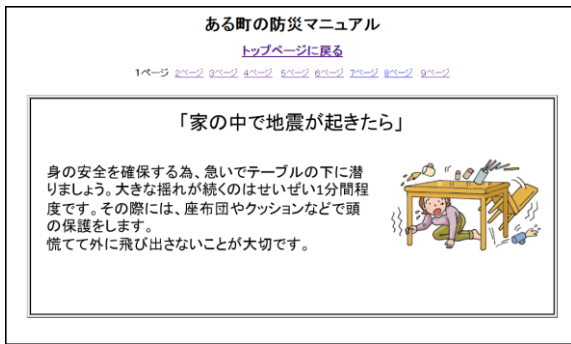 ある町の防災マニュアル
トップページに戻る
1ページ 2ページ 3ページ 4ページ 5ページ 6ページ 7ページ 8ページ 9ページ
「家の中で地震が起きたら」
身の安全を確保する為、急いでテーブルの下に潜
りましょう。大きな揺れが続くのはせいぜい1分間程
度です。その際には、座布団やクッションなどで頭
の保護をします。
慌てて外に飛び出さないことが大切です。